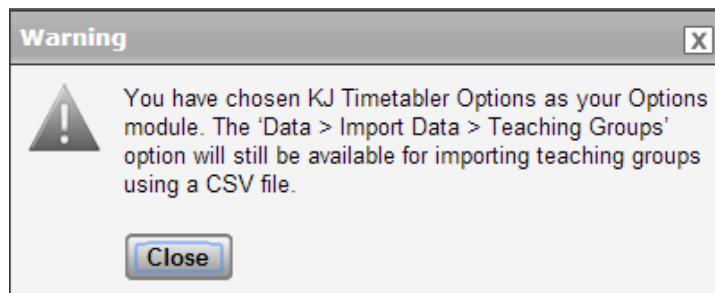 Warning
X
You have chosen KJ Timetabler Options as your Options
module. The ‘Data > Import Data > Teaching Groups’
option will still be available for importing teaching groups
using a CSV file.
Close